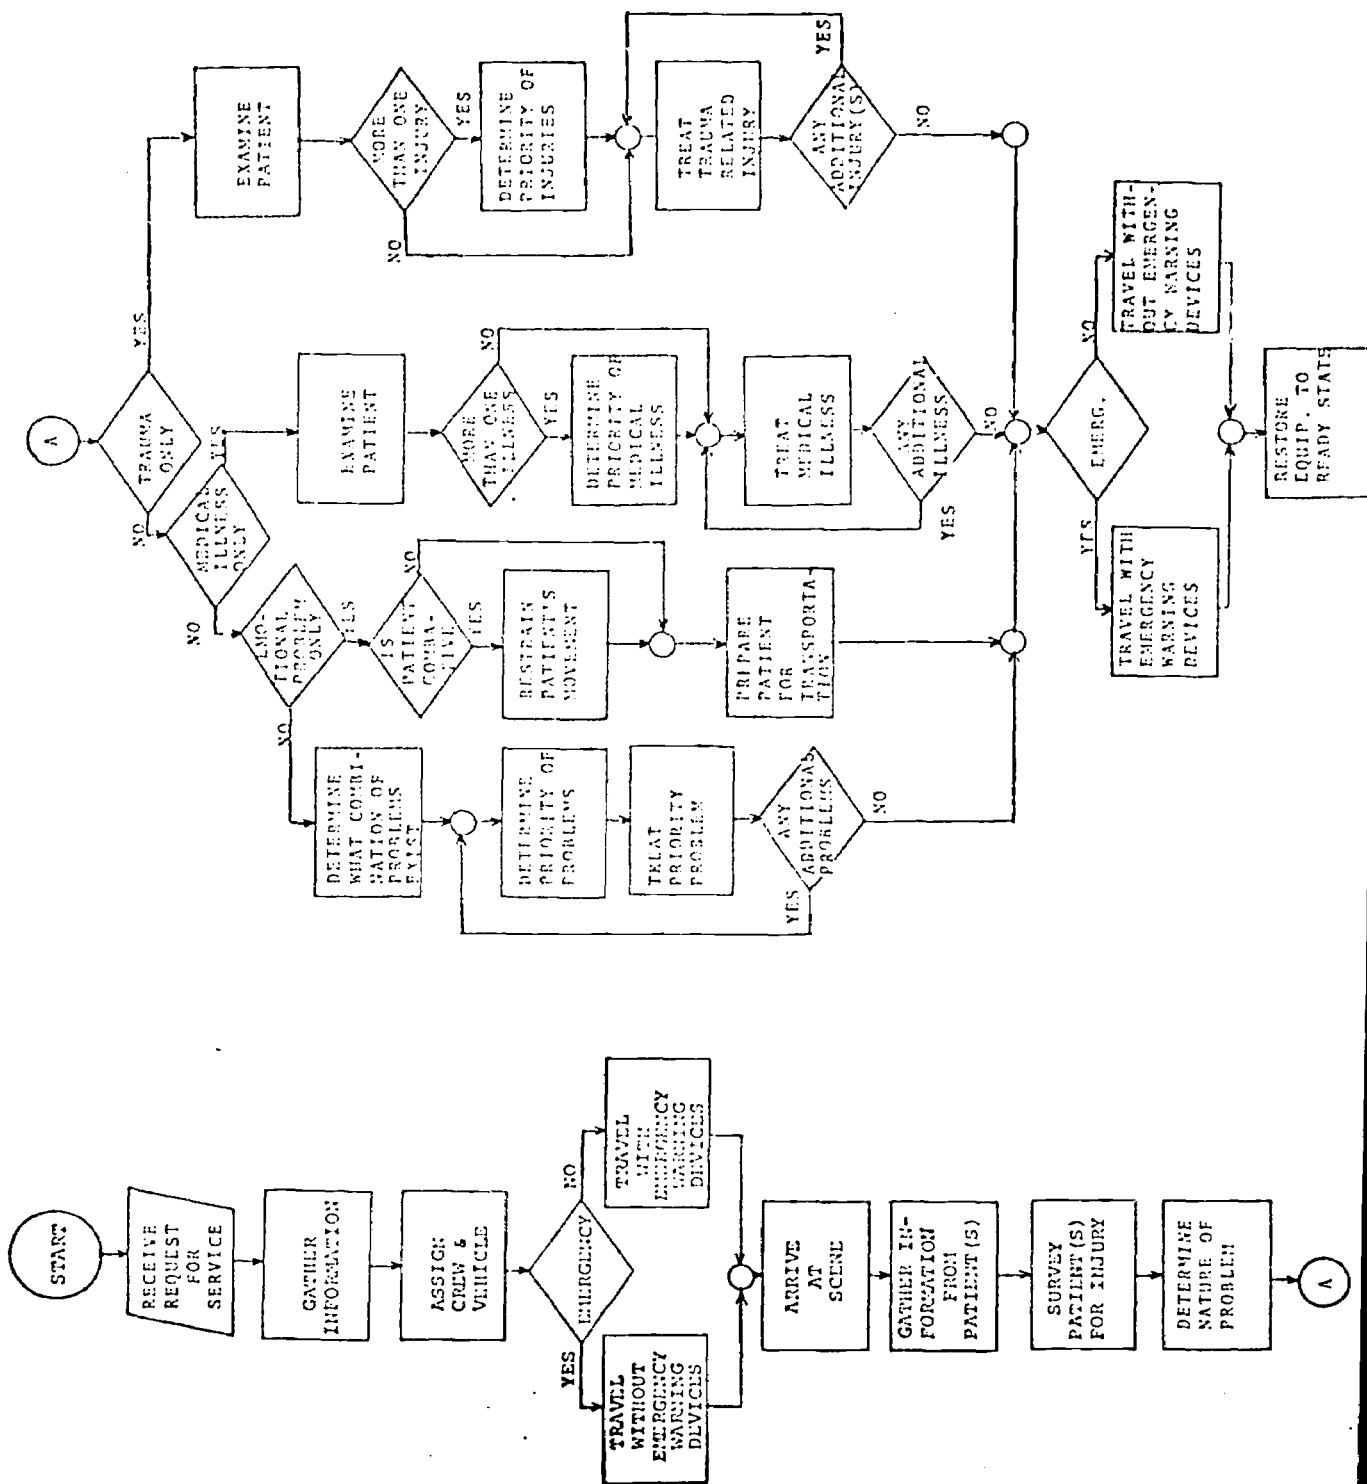 START
RECEIVE
REQUEST
FOR
SERVICE
GATHER
INFORMATION
ASSIGN
CREW &
VEHICLE
EMERGENCY
YES
NO
TRAVEL
WITHOUT
EMERGENCY
WARNING
DEVICES
TRAVEL
WITH
EMERGENCY
WARNING
DEVICES
ARRIVE
AT
SCENE
GATHER IN-
FORMATION
FROM
PATIENT(S)
SURVEY
PATIENT(S)
FOR INJURY
DETERMINE
NATURE OF
PROBLEM
A
A
TRAUMA
ONLY
YES
NO
EXAMINE
PATIENT
MORE
THAN ONE
INJURY
YES
NO
DETERMINE
PRIORITY OF
INJURIES
TREAT
TRAUMA
RELATED
INJURY
ANY
ADDITIONAL
INJURY(S)
YES
NO
MEDICAL
ILLNESS
ONLY
YES
NO
EXAMINE
PATIENT
MORE
THAN ONE
ILLNESS
YES
NO
DETERMINE
PRIORITY OF
MEDICAL
ILLNESS
TREAT
MEDICAL
ILLNESS
ANY
ADDITIONAL
ILLNESS
YES
NO
EMO-
TIONAL
PROBLEM
ONLY
YES
NO
IS
PATIENT
COMBA-
TIVE
YES
NO
RESTRAIN
PATIENT'S
MOVEMENT
PREPARE
PATIENT
FOR
TRANSPORTA-
TION
DETERMINE
WHAT COMBI-
NATION OF
PROBLEMS
EXIST
DETERMINE
PRIORITY OF
PROBLEMS
TREAT
PRIORITY
PROBLEM
ANY
ADDITIONAL
PROBLEMS
YES
NO
EMERG.
YES
NO
TRAVEL WITH
EMERGENCY
WARNING
DEVICES
TRAVEL WITH-
OUT EMERGEN-
CY WARNING
DEVICES
RESTORE
EQUIP. TO
READY STATE